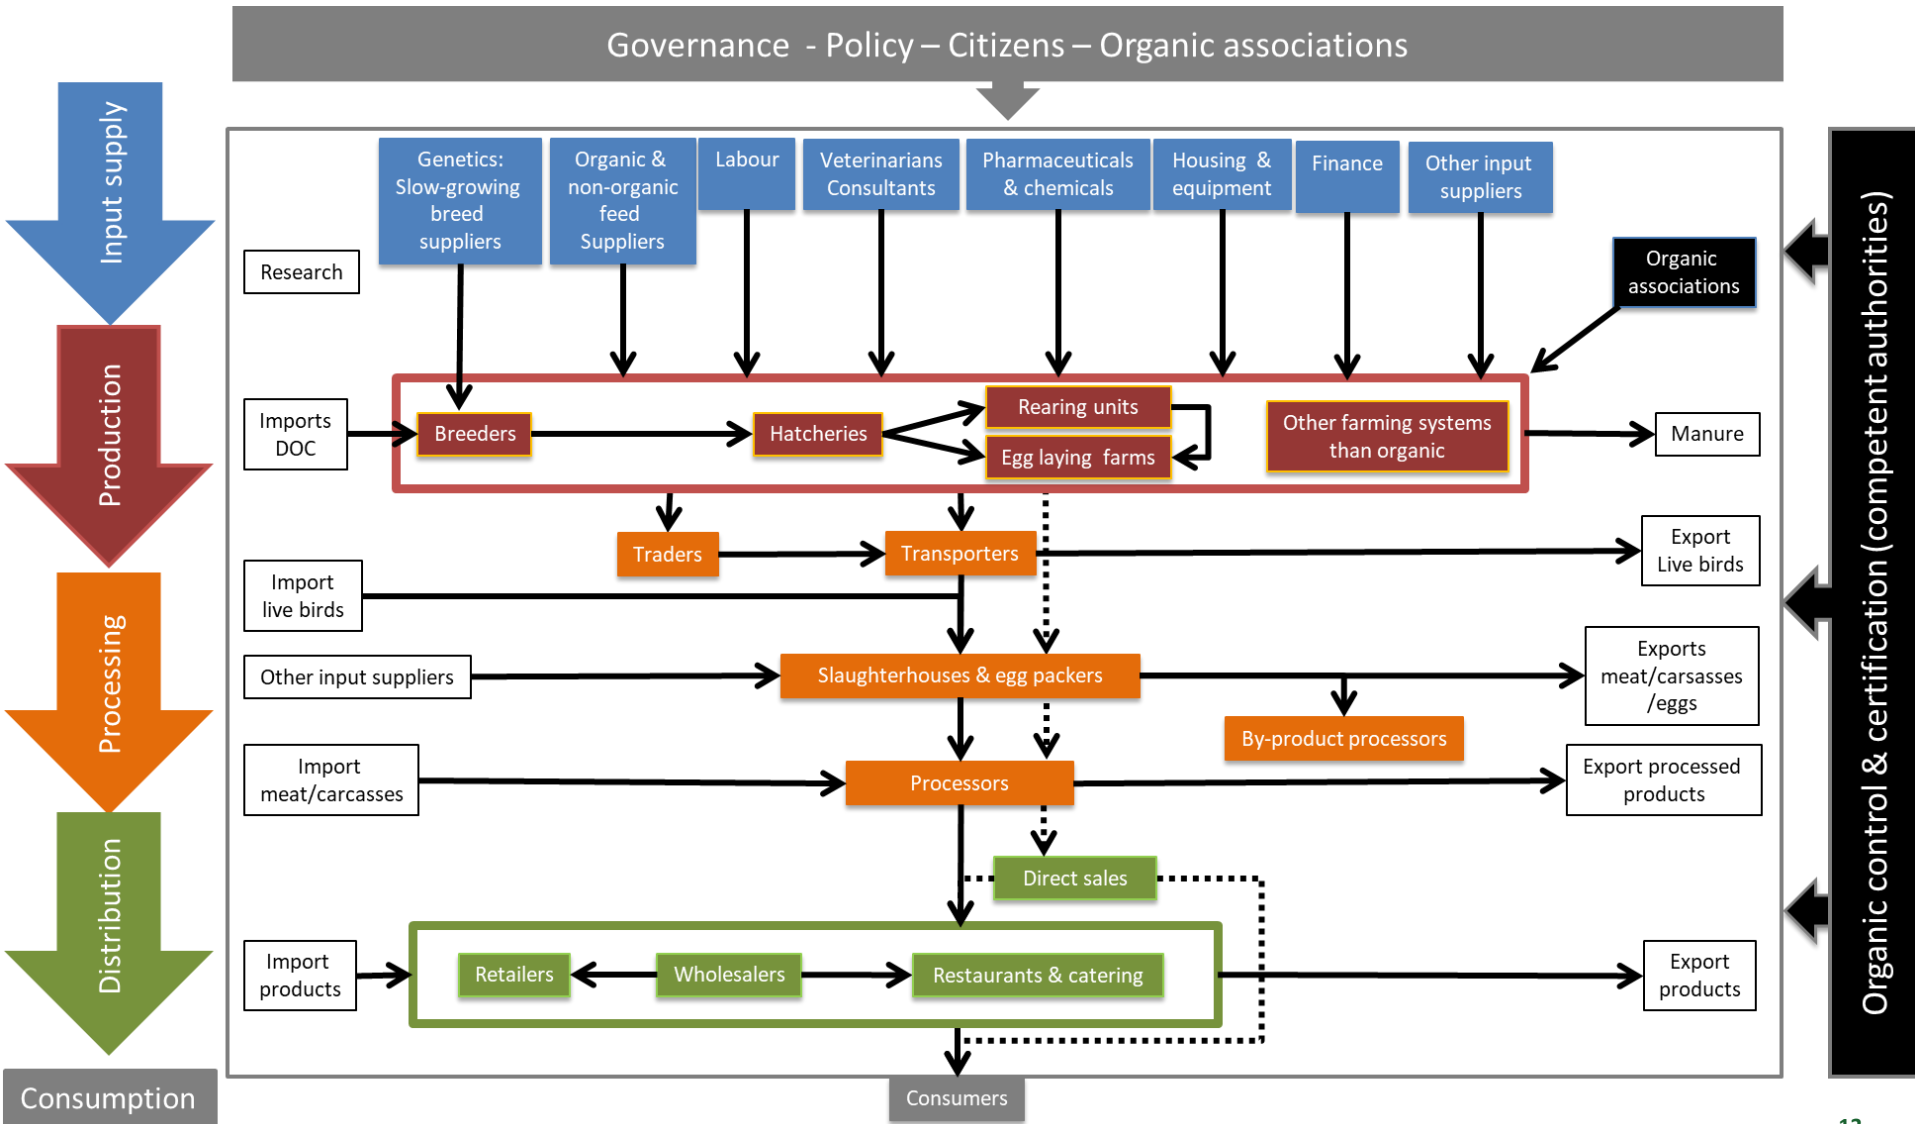 Governance - Policy – Citizens – Organic associations
Input supply
Production
Processing
Distribution
Consumption
Genetics:
Slow-growing
breed
suppliers
Organic &
non-organic
feed
Suppliers
Labour
Veterinarians
Consultants
Pharmaceuticals
& chemicals
Housing &
equipment
Finance
Other input
suppliers
Research
Organic
associations
Imports
DOC
Breeders
Hatcheries
Rearing units
Egg laying farms
Other farming systems
than organic
Manure
Traders
Transporters
Export
Live birds
Import
live birds
Other input suppliers
Slaughterhouses & egg packers
Exports
meat/carsasses
/eggs
By-product processors
Import
meat/carcasses
Processors
Export processed
products
Direct sales
Import
products
Retailers
Wholesalers
Restaurants & catering
Export
products
Consumers
Organic control & certification (competent authorities)